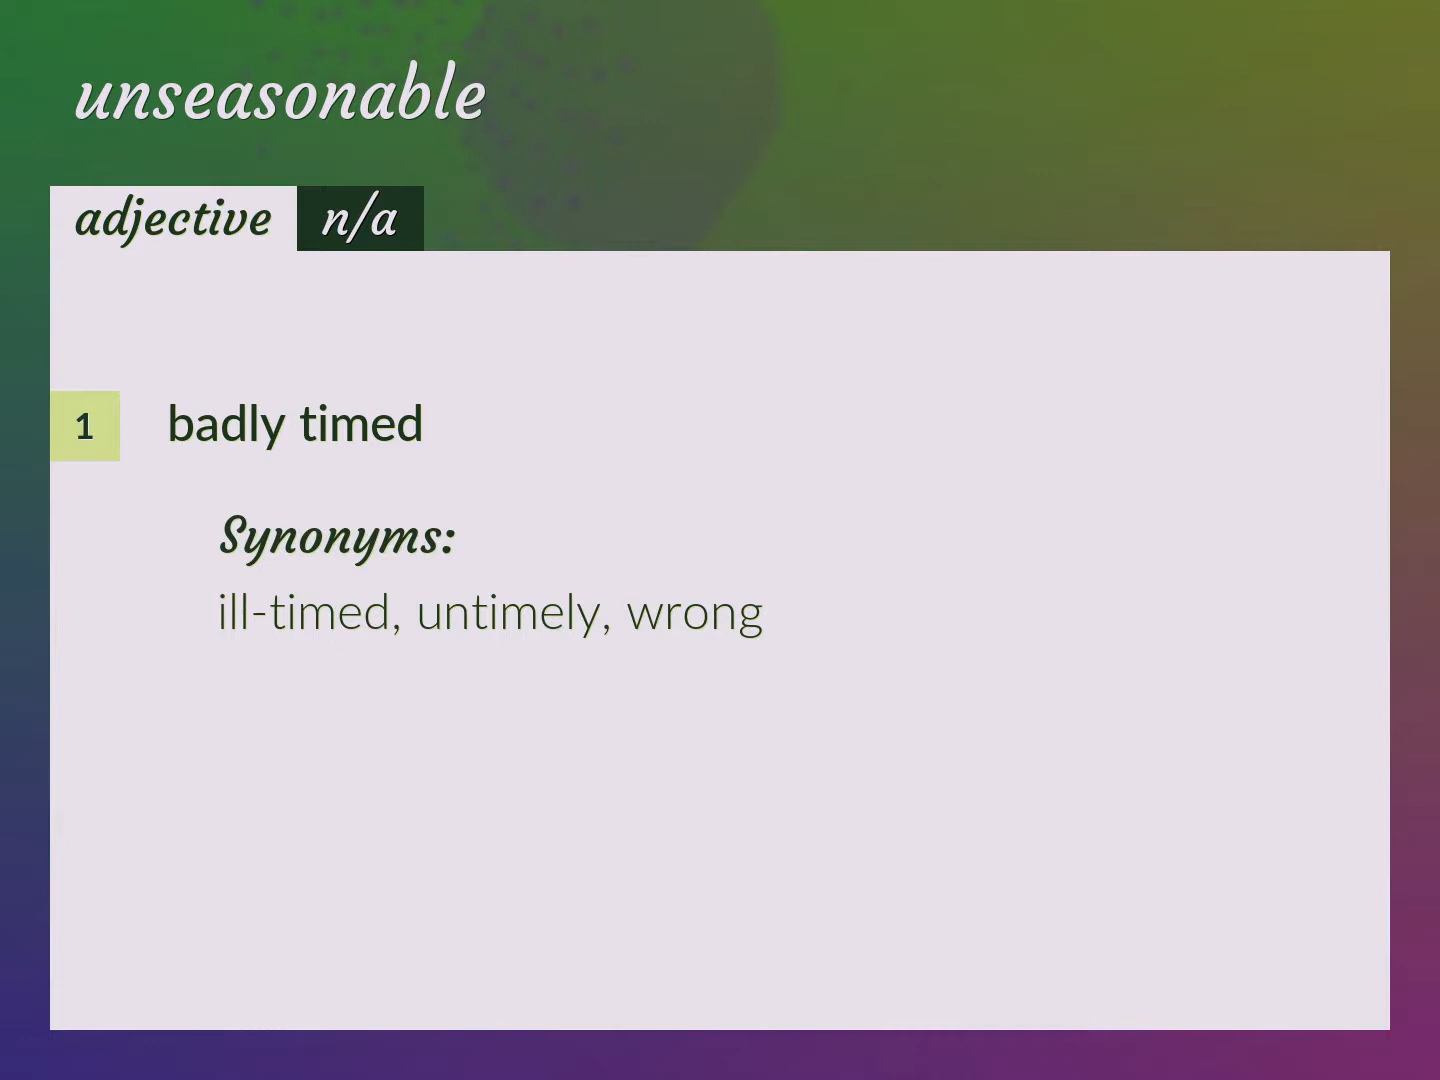 unseasonable
adjective n/a
1 badly timed
Synonyms:
ill-timed, untimely, wrong